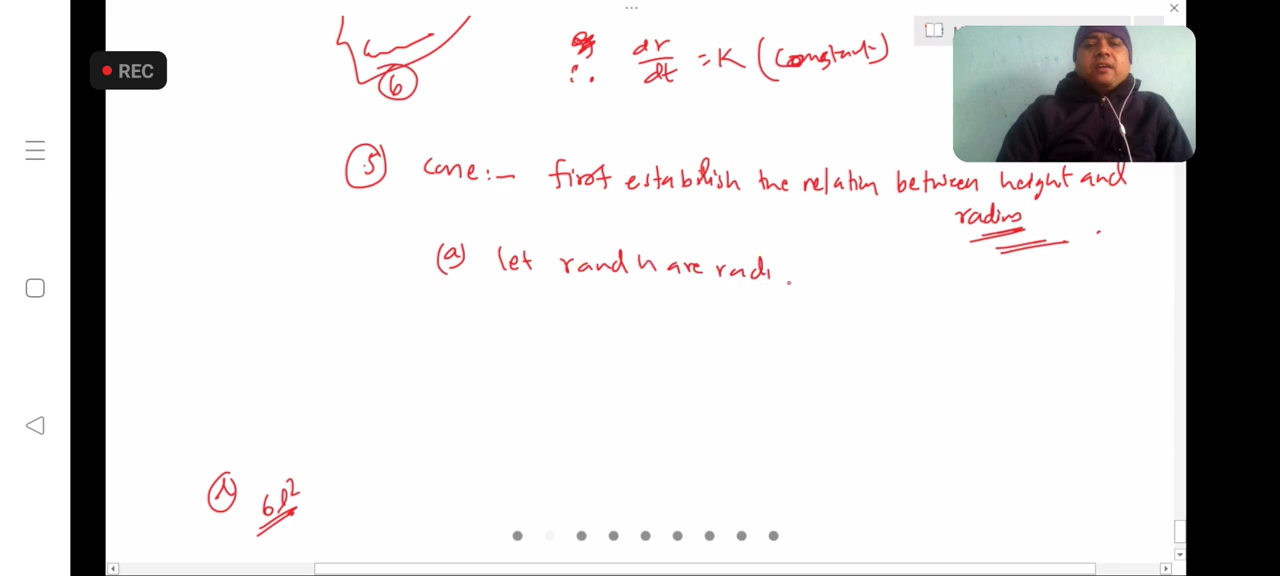 REC
∴ dr/dt = K (Constant)
6
5 Cone:- first establish the relation between height and
radius
(a) let r and h are radi
6l²